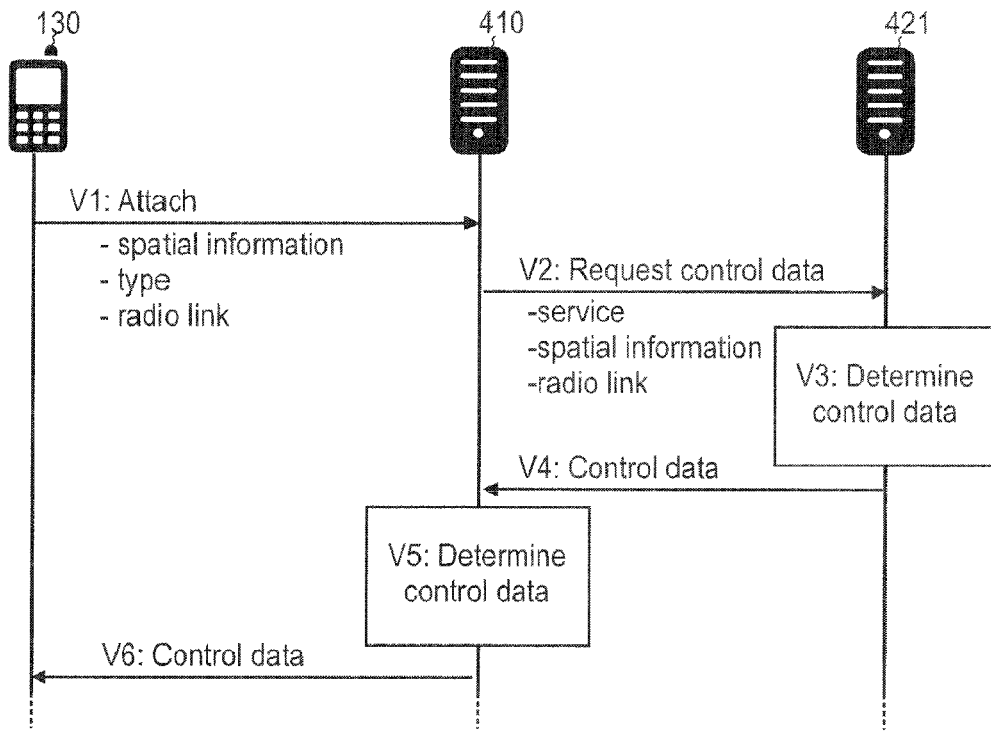 130
410
421
V1: Attach
- spatial information
- type
- radio link
V2: Request control data
-service
-spatial information
-radio link
V3: Determine
control data
V4: Control data
V5: Determine
control data
V6: Control data